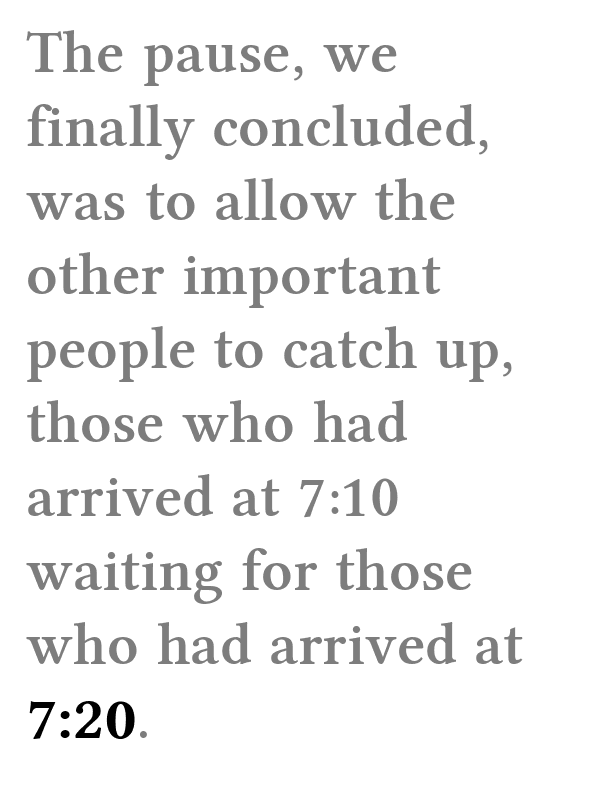 The pause, we
finally concluded,
was to allow the
other important
people to catch up,
those who had
arrived at 7:10
waiting for those
who had arrived at
7:20.